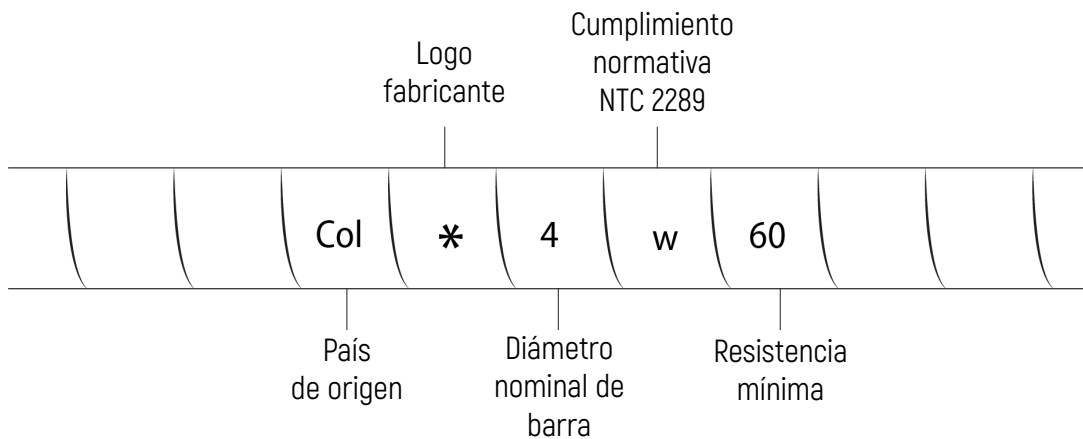 Logo
fabricante
Cumplimiento
normativa
NTC 2289
Col * 4 w 60
País
de origen
Diámetro
nominal de
barra
Resistencia
mínima